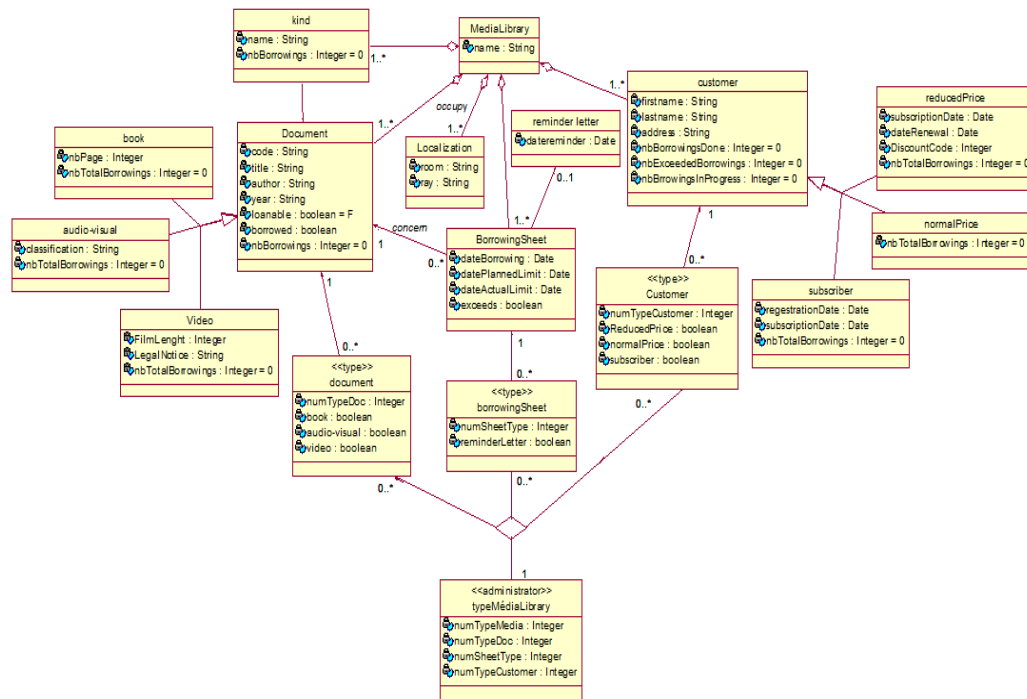 kind
name : String
nbBorrowings : Integer = 0
1..*
MediaLibrary
name : String
1..*
occupy
1..*
1..*
customer
firstname : String
lastname : String
address : String
nbBorrowingsDone : Integer = 0
nbExceededBorrowings : Integer = 0
nbBrrowingsInProgress : Integer = 0
reducedPrice
subscriptionDate : Date
dateRenewal : Date
DiscountCode : Integer
nbTotalBorrowings : Integer = 0
book
nbPage : Integer
nbTotalBorrowings : Integer = 0
Document
code : String
title : String
author : String
year : String
loanable : boolean = F
borrowed : boolean
nbBorrowings : Integer = 0
Localization
room : String
ray : String
reminder letter
datereminder : Date
0..1
1..*
normalPrice
nbTotalBorrowings : Integer = 0
audio-visual
classification : String
nbTotalBorrowings : Integer = 0
concern
1
0..*
BorrowingSheet
dateBorrowing : Date
datePlannedLimit : Date
dateActualLimit : Date
exceeds : boolean
1
0..*
<<type>>
Customer
numTypeCustomer : Integer
ReducedPrice : boolean
normalPrice : boolean
subscriber : boolean
subscriber
regestrationDate : Date
subscriptionDate : Date
nbTotalBorrowings : Integer = 0
Video
FilmLenght : Integer
LegalNotice : String
nbTotalBorrowings : Integer = 0
1
0..*
<<type>>
document
numTypeDoc : Integer
book : boolean
audio-visual : boolean
video : boolean
1
0..*
<<type>>
borrowingSheet
numSheetType : Integer
reminderLetter : boolean
0..*
0..*
0..*
1
<<administrator>>
typeMédiaLibrary
numTypeMedia : Integer
numTypeDoc : Integer
numSheetType : Integer
numTypeCustomer : Integer